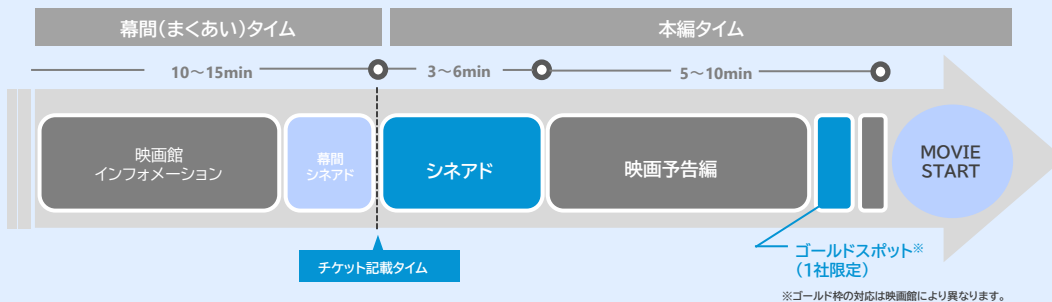 幕間(まくあい)タイム
本編タイム
10～15min
3～6min
5～10min
映画館
インフォメーション
幕間
シネアド
シネアド
映画予告編
MOVIE
START
チケット記載タイム
ゴールドスポット※
(1社限定)
※ゴールド枠の対応は映画館により異なります。